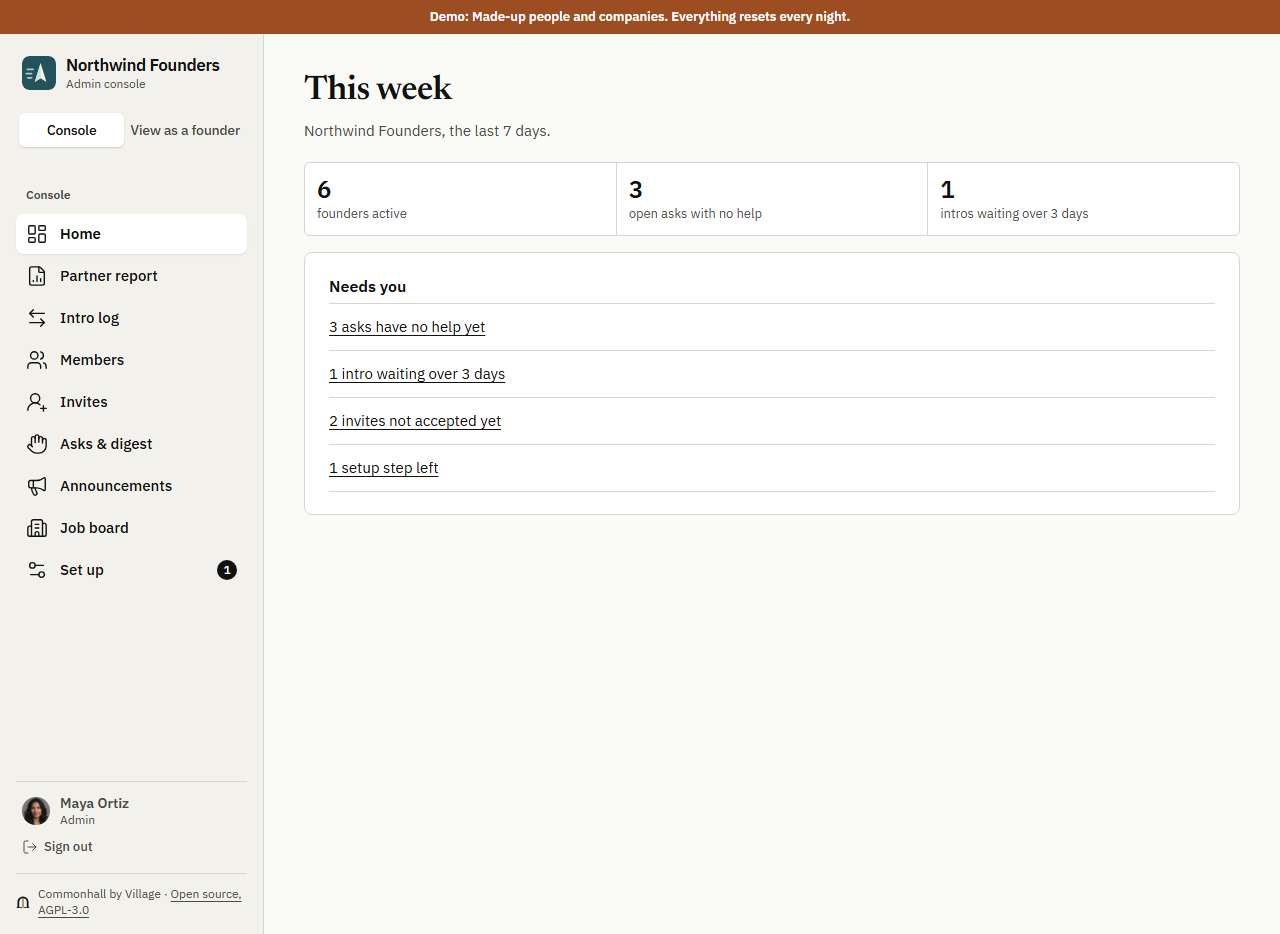 Demo: Made-up people and companies. Everything resets every night.
Northwind Founders
Admin console
Console
View as a founder
Console
Home
Partner report
Intro log
Members
Invites
Asks & digest
Announcements
Job board
Set up
1
Maya Ortiz
Admin
Sign out
Commonhall by Village · Open source,
AGPL-3.0
This week
Northwind Founders, the last 7 days.
6
founders active
3
open asks with no help
1
intros waiting over 3 days
Needs you
3 asks have no help yet
1 intro waiting over 3 days
2 invites not accepted yet
1 setup step left